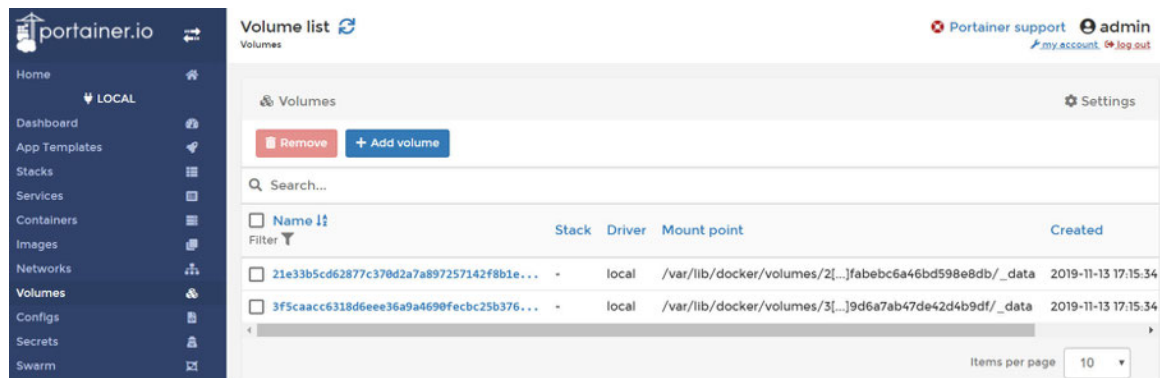 portainer.io
Home
LOCAL
Dashboard
App Templates
Stacks
Services
Containers
Images
Networks
Volumes
Configs
Secrets
Swarm
Volume list
Volumes
Portainer support admin
my account log out
Volumes Settings
Remove + Add volume
Search...
Name Stack Driver Mount point Created
Filter
21e33b5cd62877c370d2a7a897257142f8b1e... - local /var/lib/docker/volumes/2[...]fabebc6a46bd598e8db/_data 2019-11-13 17:15:34
3f5caacc6318d6eee36a9a4690fecbc25b376... - local /var/lib/docker/volumes/3[...]9d6a7ab47de42d4b9df/_data 2019-11-13 17:15:34
Items per page 10